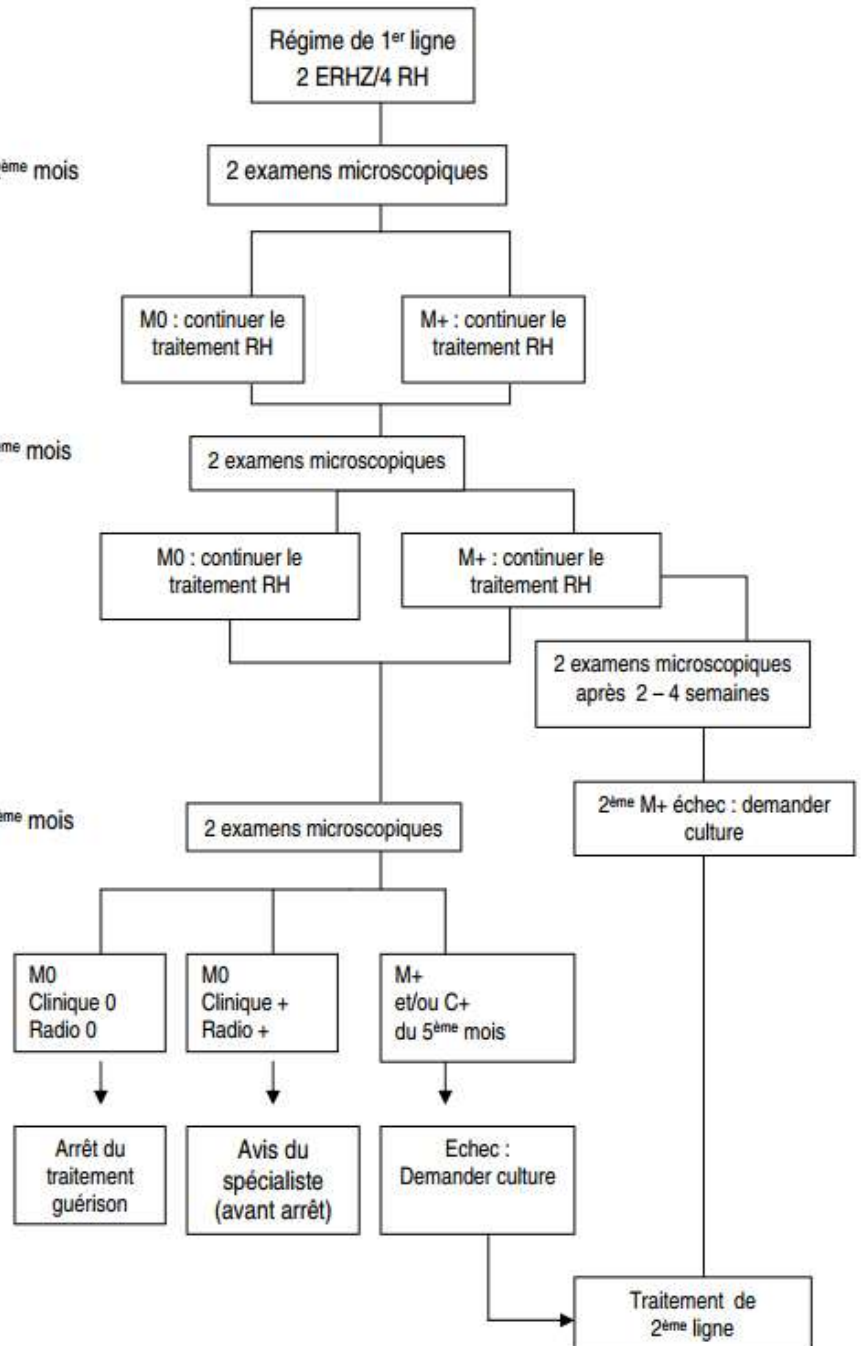 Régime de 1er ligne
2 ERHZ/4 RH
ème mois
2 examens microscopiques
M0 : continuer le
traitement RH
M+ : continuer le
traitement RH
ème mois
2 examens microscopiques
M0 : continuer le
traitement RH
M+ : continuer le
traitement RH
2 examens microscopiques
après 2 – 4 semaines
2ème M+ échec : demander
culture
ème mois
2 examens microscopiques
M0
Clinique 0
Radio 0
M0
Clinique +
Radio +
M+
et/ou C+
du 5ème mois
Arrêt du
traitement
guérison
Avis du
spécialiste
(avant arrêt)
Echec :
Demander culture
Traitement de
2ème ligne